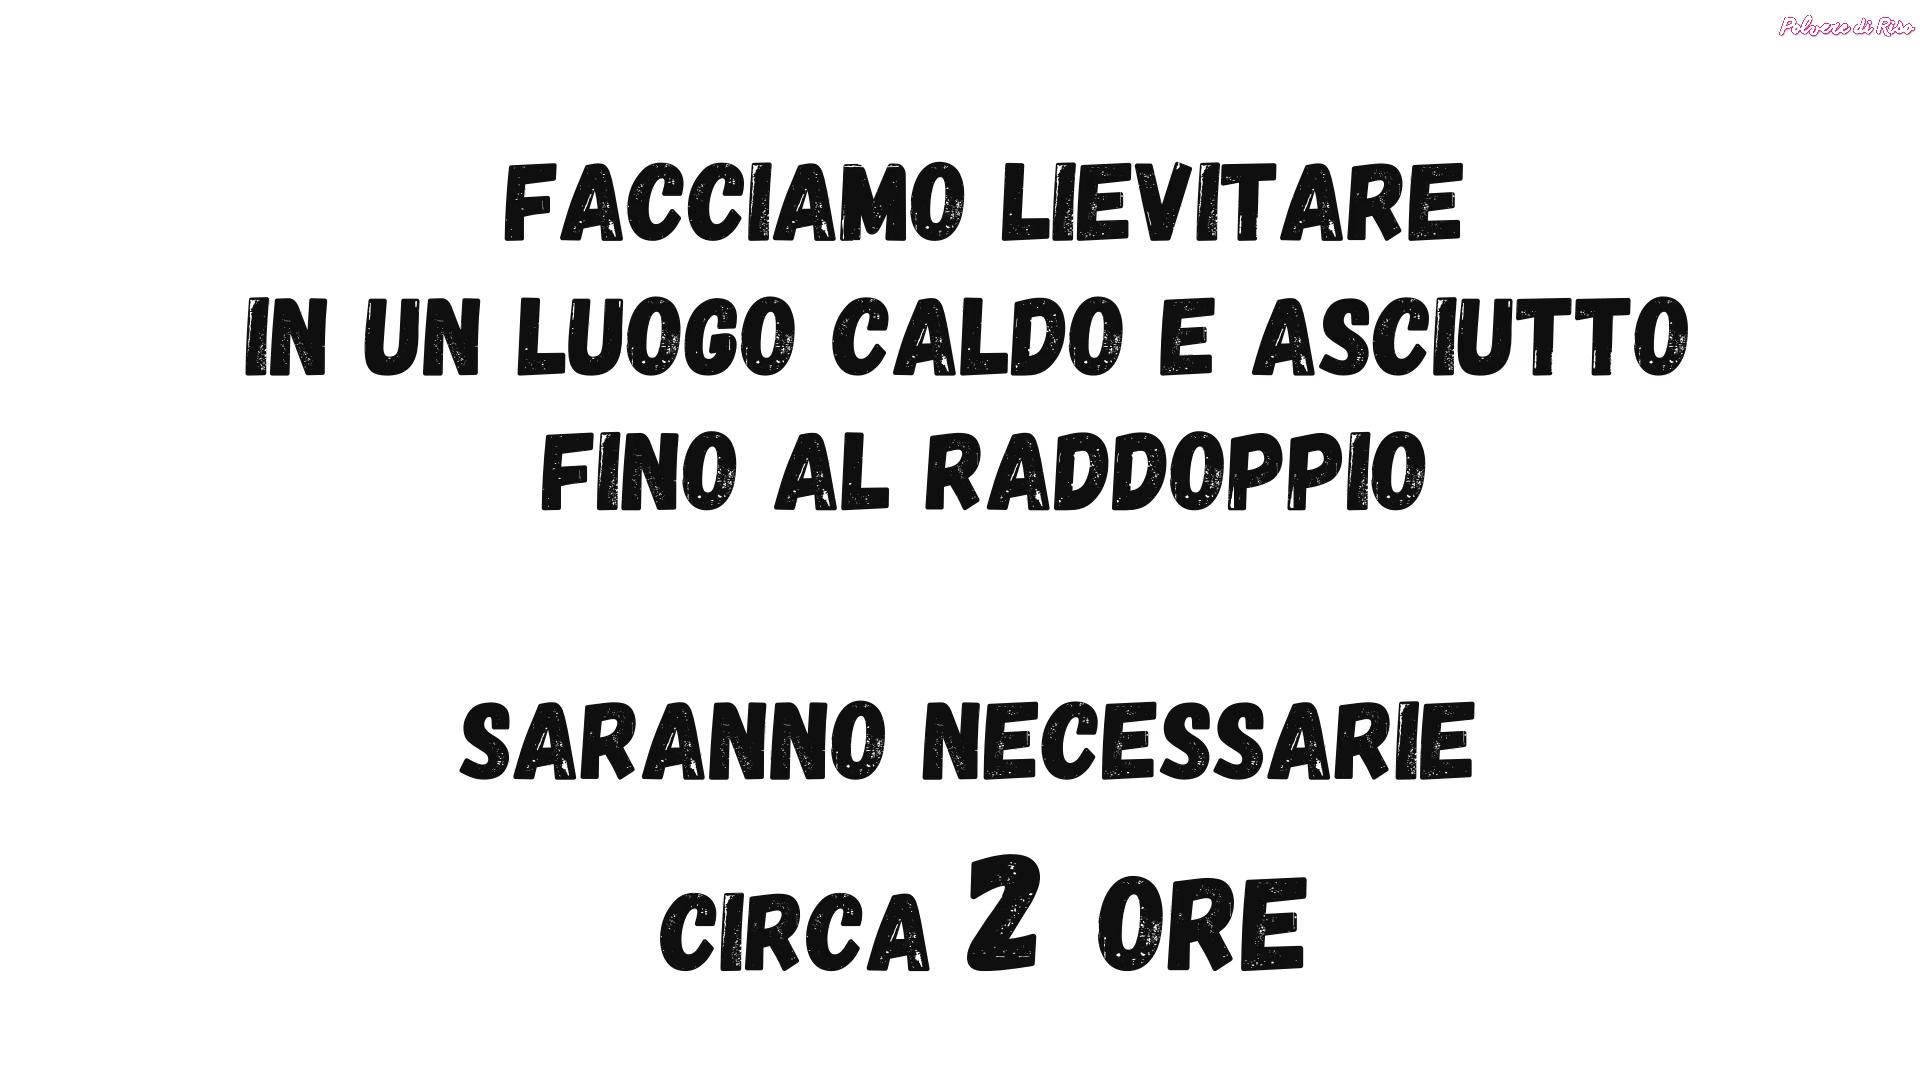 Polvere di Riso
FACCIAMO LIEVITARE
IN UN LUOGO CALDO E ASCIUTTO
FINO AL RADDOPPIO
SARANNO NECESSARIE
CIRCA 2 ORE